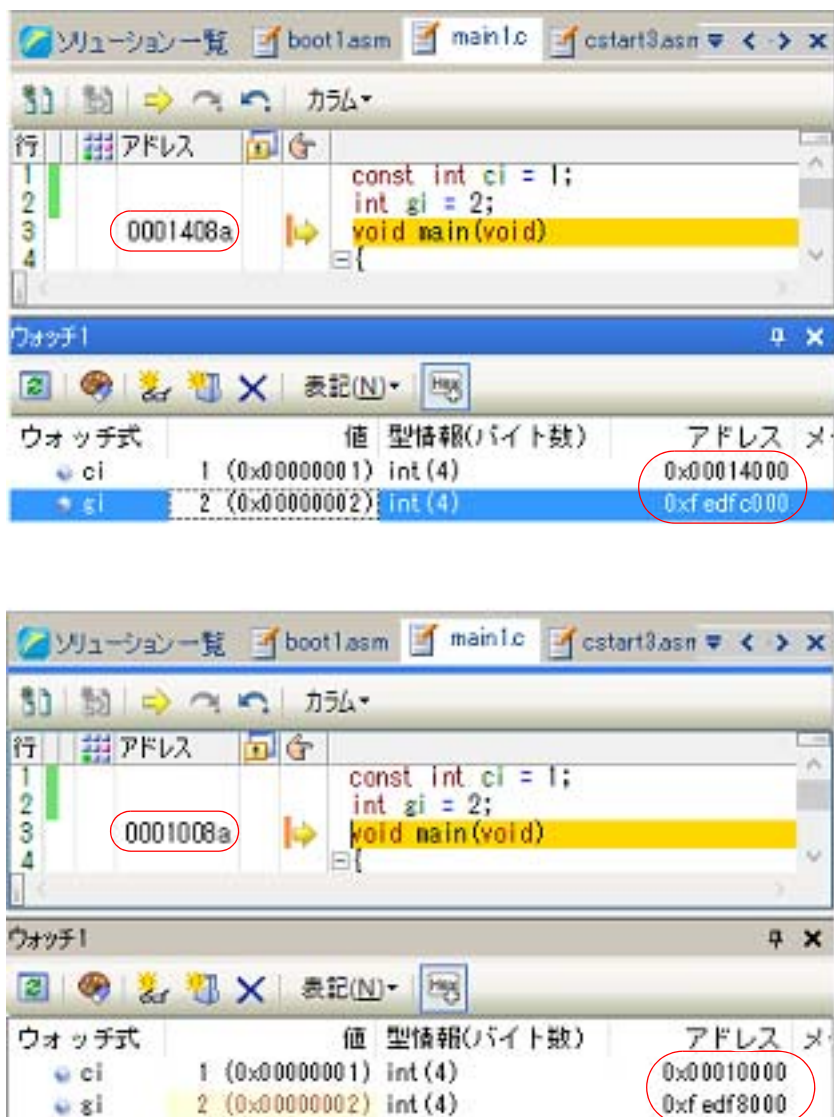 ソリューション一覧 boot1.asm main1.c cstart3.asm
カラム
行 アドレス
1 const int ci = 1;
2 int gi = 2;
3 0001408a void main(void)
4 {
ウォッチ1
表記(N) Hex
ウォッチ式 値 型情報(バイト数) アドレス メ
ci 1 (0x00000001) int(4) 0x00014000
gi 2 (0x00000002) int(4) 0xfedfc000
ソリューション一覧 boot1.asm main1.c cstart3.asm
カラム
行 アドレス
1 const int ci = 1;
2 int gi = 2;
3 0001008a void main(void)
4 {
ウォッチ1
表記(N) Hex
ウォッチ式 値 型情報(バイト数) アドレス メ
ci 1 (0x00000001) int(4) 0x00010000
gi 2 (0x00000002) int(4) 0xfedf8000